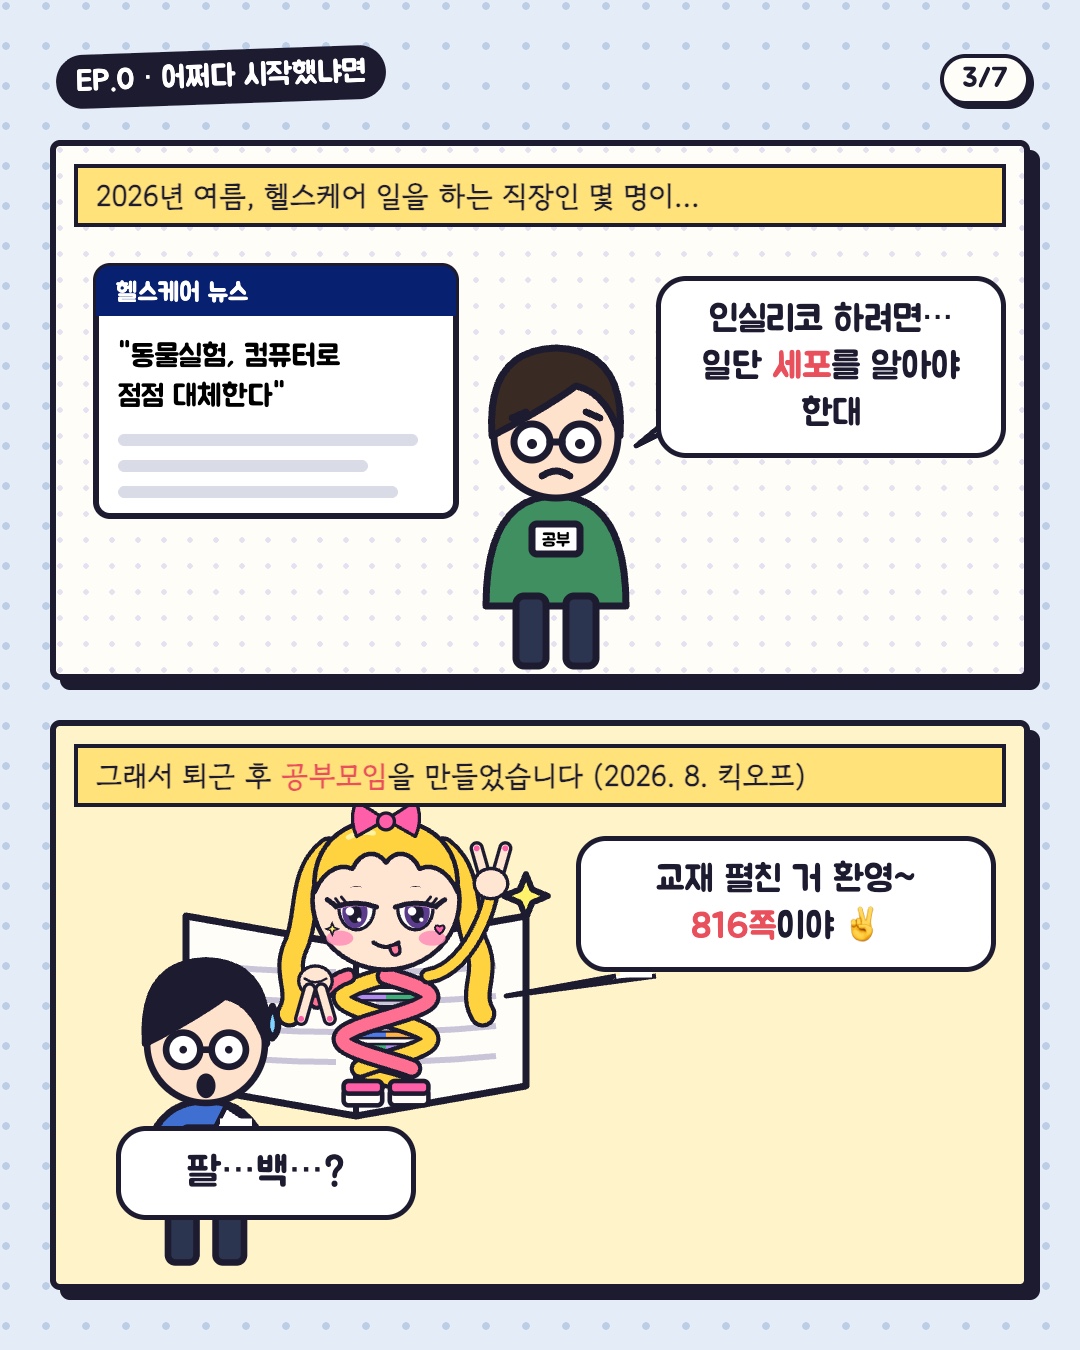 EP.0 · 어쩌다 시작했냐면
3/7
2026년 여름, 헬스케어 일을 하는 직장인 몇 명이...
헬스케어 뉴스
"동물실험, 컴퓨터로
점점 대체한다"
인실리코 하려면…
일단 세포를 알아야
한대
공부
그래서 퇴근 후 공부모임을 만들었습니다 (2026. 8. 킥오프)
교재 펼친 거 환영~
816쪽이야 ✌️
팔…백…?